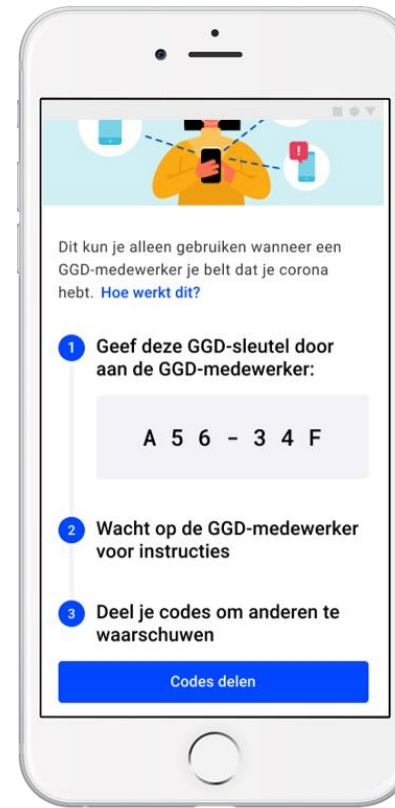 Dit kun je alleen gebruiken wanneer een
GGD-medewerker je belt dat je corona
hebt. Hoe werkt dit?
1 Geef deze GGD-sleutel door
aan de GGD-medewerker:
A 5 6 - 3 4 F
2 Wacht op de GGD-medewerker
voor instructies
3 Deel je codes om anderen te
waarschuwen
Codes delen